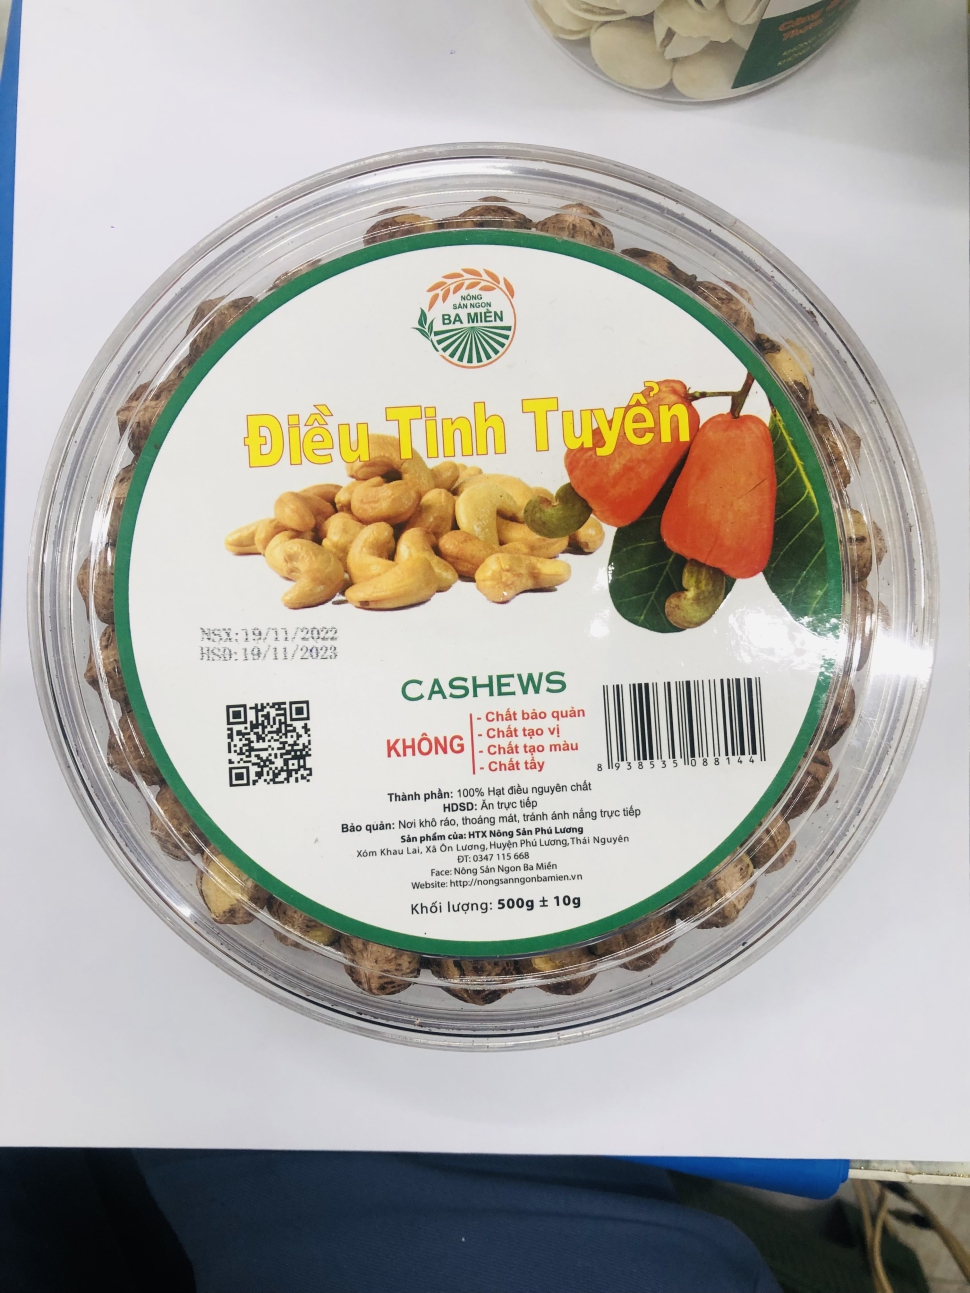 NÔNG
SẢN NGON
BA MIỀN
Điều Tinh Tuyển
NSX:19/11/2022
HSD:19/11/2023
CASHEWS
KHÔNG
- Chất bảo quản
- Chất tạo vị
- Chất tạo màu
- Chất tẩy
8 938535 088144
Thành phần: 100% Hạt điều nguyên chất
HDSD: Ăn trực tiếp
Bảo quản: Nơi khô ráo, thoáng mát, tránh ánh nắng trực tiếp
Sản phẩm của: HTX Nông Sản Phú Lương
Xóm Khau Lai, Xã Ôn Lương, Huyện Phú Lương, Thái Nguyên
ĐT: 0347 115 668
Face: Nông Sản Ngon Ba Miền
Website: http://nongsanngonbamien.vn
Khối lượng: 500g ± 10g